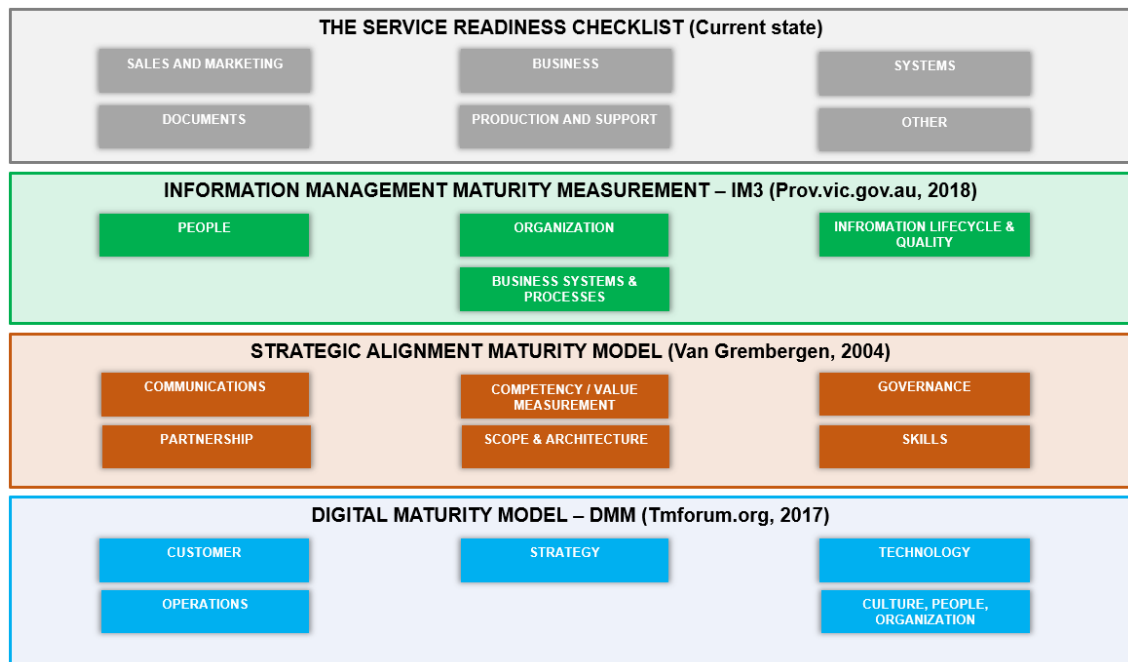 THE SERVICE READINESS CHECKLIST (Current state)
SALES AND MARKETING
BUSINESS
SYSTEMS
DOCUMENTS
PRODUCTION AND SUPPORT
OTHER
INFORMATION MANAGEMENT MATURITY MEASUREMENT – IM3 (Prov.vic.gov.au, 2018)
PEOPLE
ORGANIZATION
INFROMATION LIFECYCLE &
QUALITY
BUSINESS SYSTEMS &
PROCESSES
STRATEGIC ALIGNMENT MATURITY MODEL (Van Grembergen, 2004)
COMMUNICATIONS
COMPETENCY / VALUE
MEASUREMENT
GOVERNANCE
PARTNERSHIP
SCOPE & ARCHITECTURE
SKILLS
DIGITAL MATURITY MODEL – DMM (Tmforum.org, 2017)
CUSTOMER
STRATEGY
TECHNOLOGY
OPERATIONS
CULTURE, PEOPLE,
ORGANIZATION